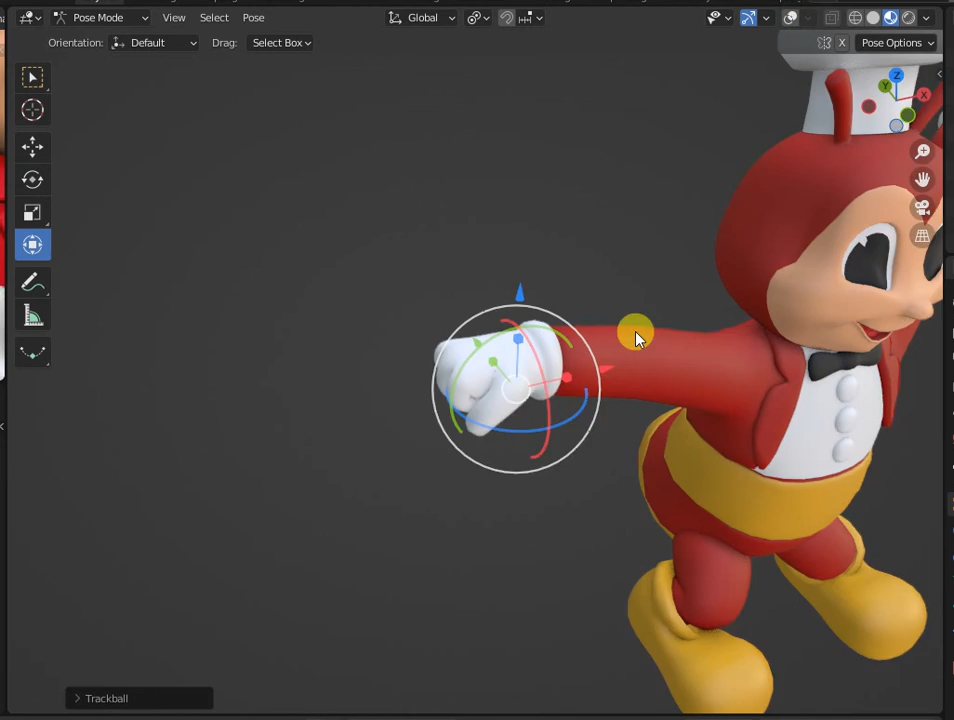 Pose Mode View Select Pose Global
Orientation: Default Drag: Select Box X Pose Options
Z
Y
X
Trackball